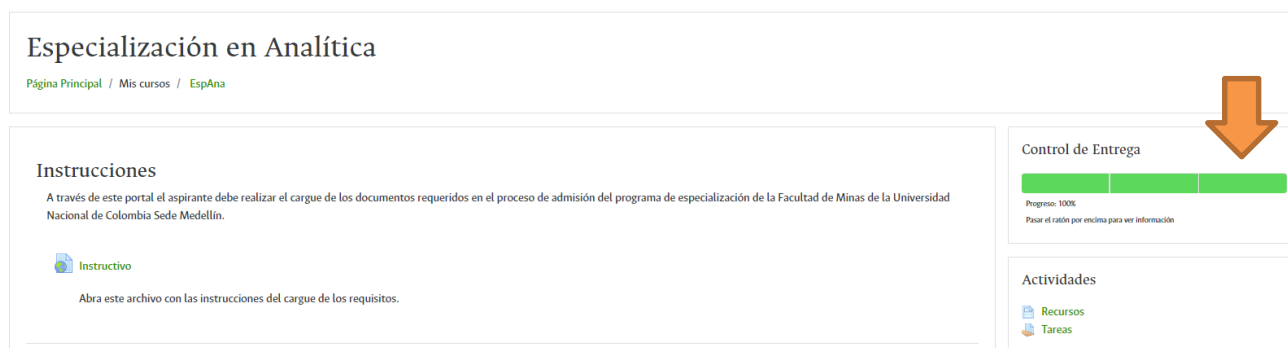 Especialización en Analítica
Página Principal / Mis cursos / EspAna
Instrucciones
A través de este portal el aspirante debe realizar el cargue de los documentos requeridos en el proceso de admisión del programa de especialización de la Facultad de Minas de la Universidad
Nacional de Colombia Sede Medellín.
Instructivo
Abra este archivo con las instrucciones del cargue de los requisitos.
Control de Entrega
Progreso: 100%
Pasar el ratón por encima para ver información
Actividades
Recursos
Tareas